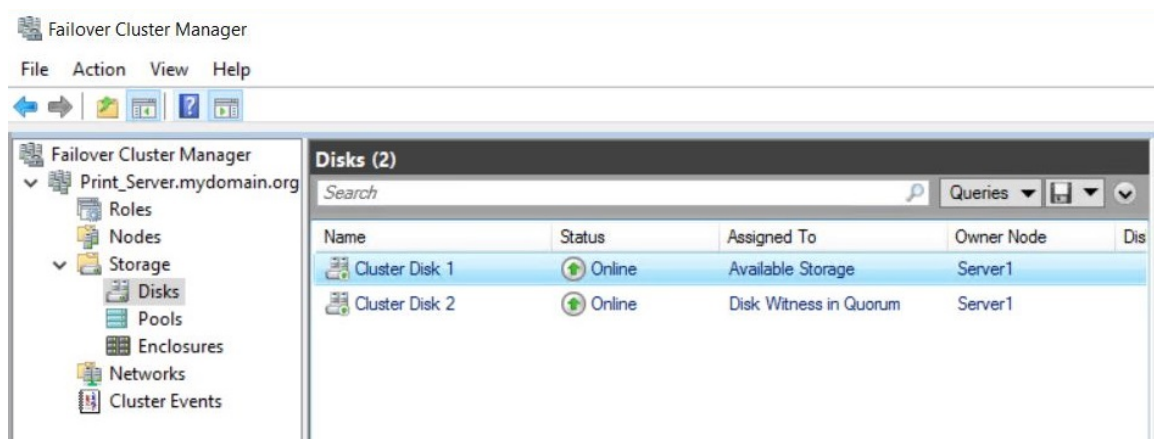 Failover Cluster Manager
File Action View Help
Failover Cluster Manager
Print_Server.mydomain.org
Roles
Nodes
Storage
Disks
Pools
Enclosures
Networks
Cluster Events
Disks (2)
Search Queries
Name Status Assigned To Owner Node Dis
Cluster Disk 1 Online Available Storage Server1
Cluster Disk 2 Online Disk Witness in Quorum Server1